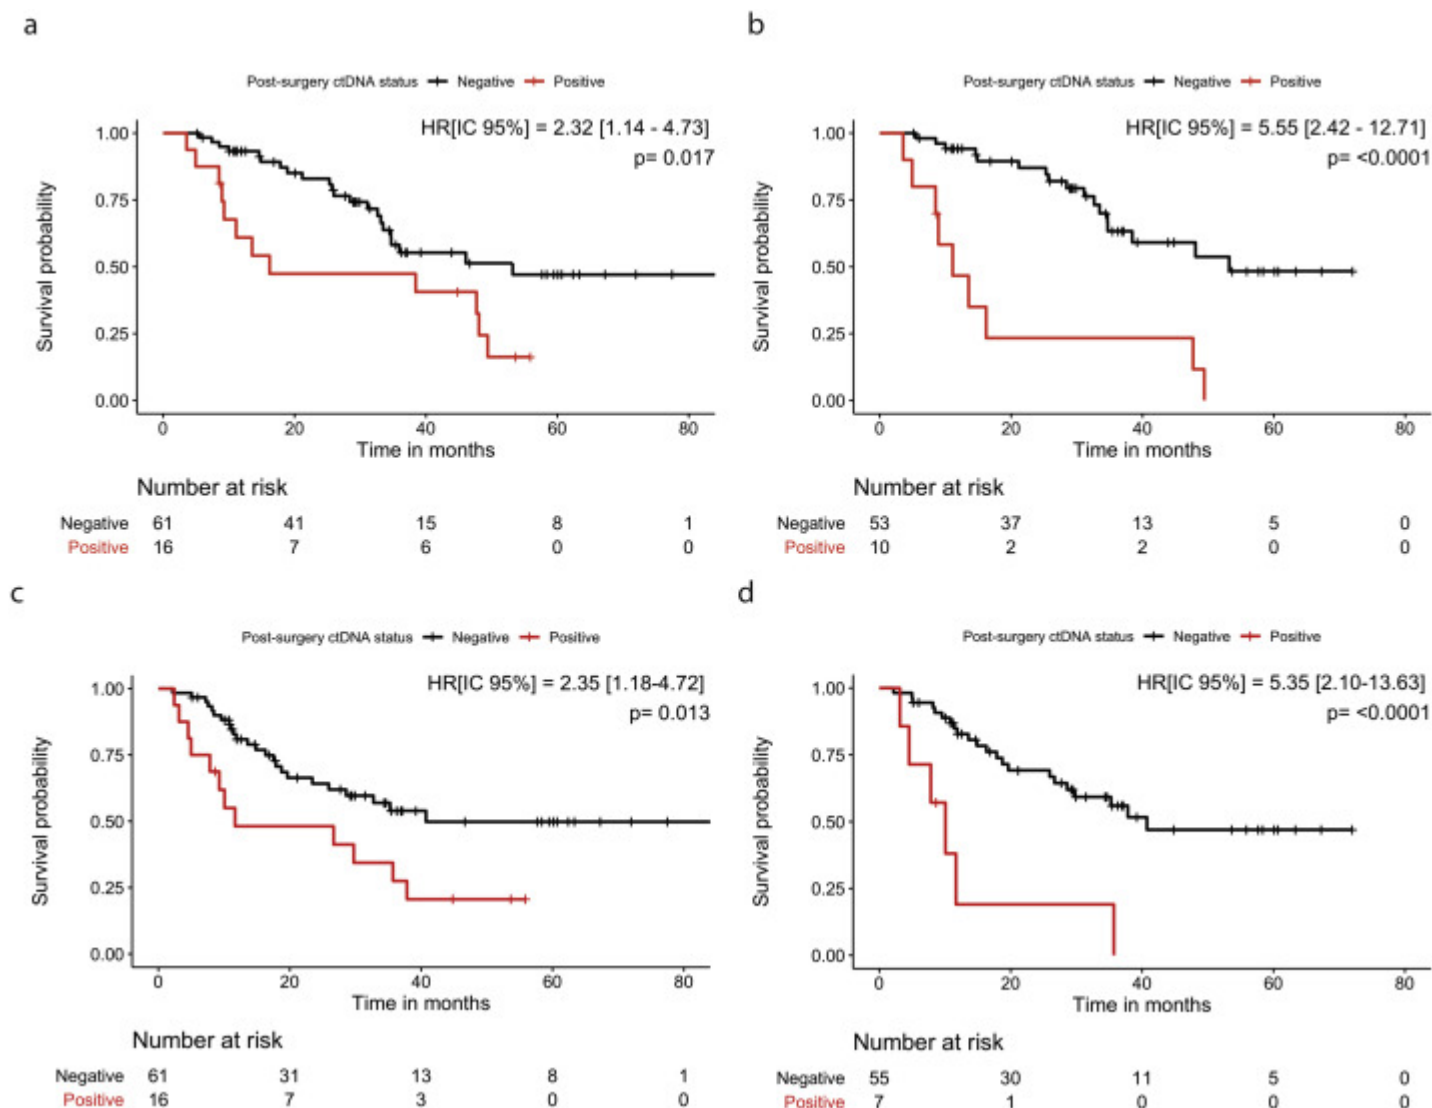 a
Post-surgery ctDNA status Negative Positive
HR[IC 95%] = 2.32 [1.14 - 4.73]
p= 0.017
Survival probability
1.00
0.75
0.50
0.25
0.00
0 20 40 60 80
Time in months
Number at risk
Negative 61 41 15 8 1
Positive 16 7 6 0 0
b
Post-surgery ctDNA status Negative Positive
HR[IC 95%] = 5.55 [2.42 - 12.71]
p= <0.0001
Survival probability
1.00
0.75
0.50
0.25
0.00
0 20 40 60 80
Time in months
Number at risk
Negative 53 37 13 5 0
Positive 10 2 2 0 0
c
Post-surgery ctDNA status Negative Positive
HR[IC 95%] = 2.35 [1.18-4.72]
p= 0.013
Survival probability
1.00
0.75
0.50
0.25
0.00
0 20 40 60 80
Time in months
Number at risk
Negative 61 31 13 8 1
Positive 16 7 3 0 0
d
Post-surgery ctDNA status Negative Positive
HR[IC 95%] = 5.35 [2.10-13.63]
p= <0.0001
Survival probability
1.00
0.75
0.50
0.25
0.00
0 20 40 60 80
Time in months
Number at risk
Negative 55 30 11 5 0
Positive 7 1 0 0 0